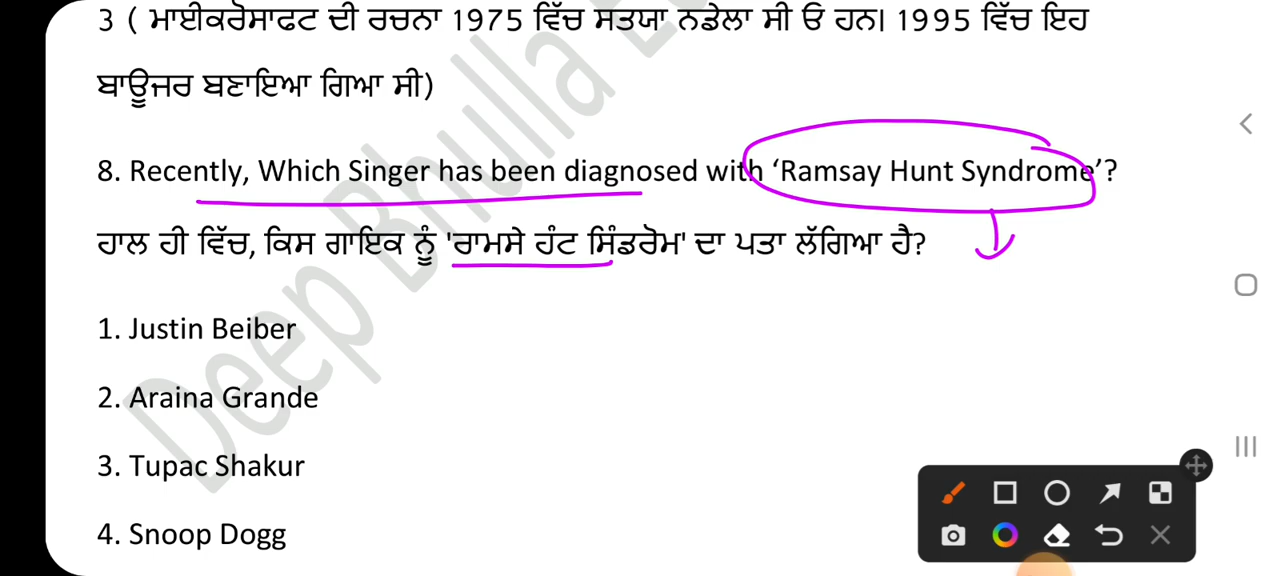 3 ( ਮਾਈਕਰੋਸਾਫਟ ਦੀ ਰਚਨਾ 1975 ਵਿੱਚ ਸਤਯਾ ਨਡੇਲਾ ਸੀ ਓ ਹਨ। 1995 ਵਿੱਚ ਇਹ
ਬਾਊਜਰ ਬਣਾਇਆ ਗਿਆ ਸੀ)
8. Recently, Which Singer has been diagnosed with ‘Ramsay Hunt Syndrome’?
ਹਾਲ ਹੀ ਵਿੱਚ, ਕਿਸ ਗਾਇਕ ਨੂੰ 'ਰਾਮਸੇ ਹੰਟ ਸਿੰਡਰੋਮ' ਦਾ ਪਤਾ ਲੱਗਿਆ ਹੈ?
1. Justin Beiber
2. Araina Grande
3. Tupac Shakur
4. Snoop Dogg
Deep Bhulla